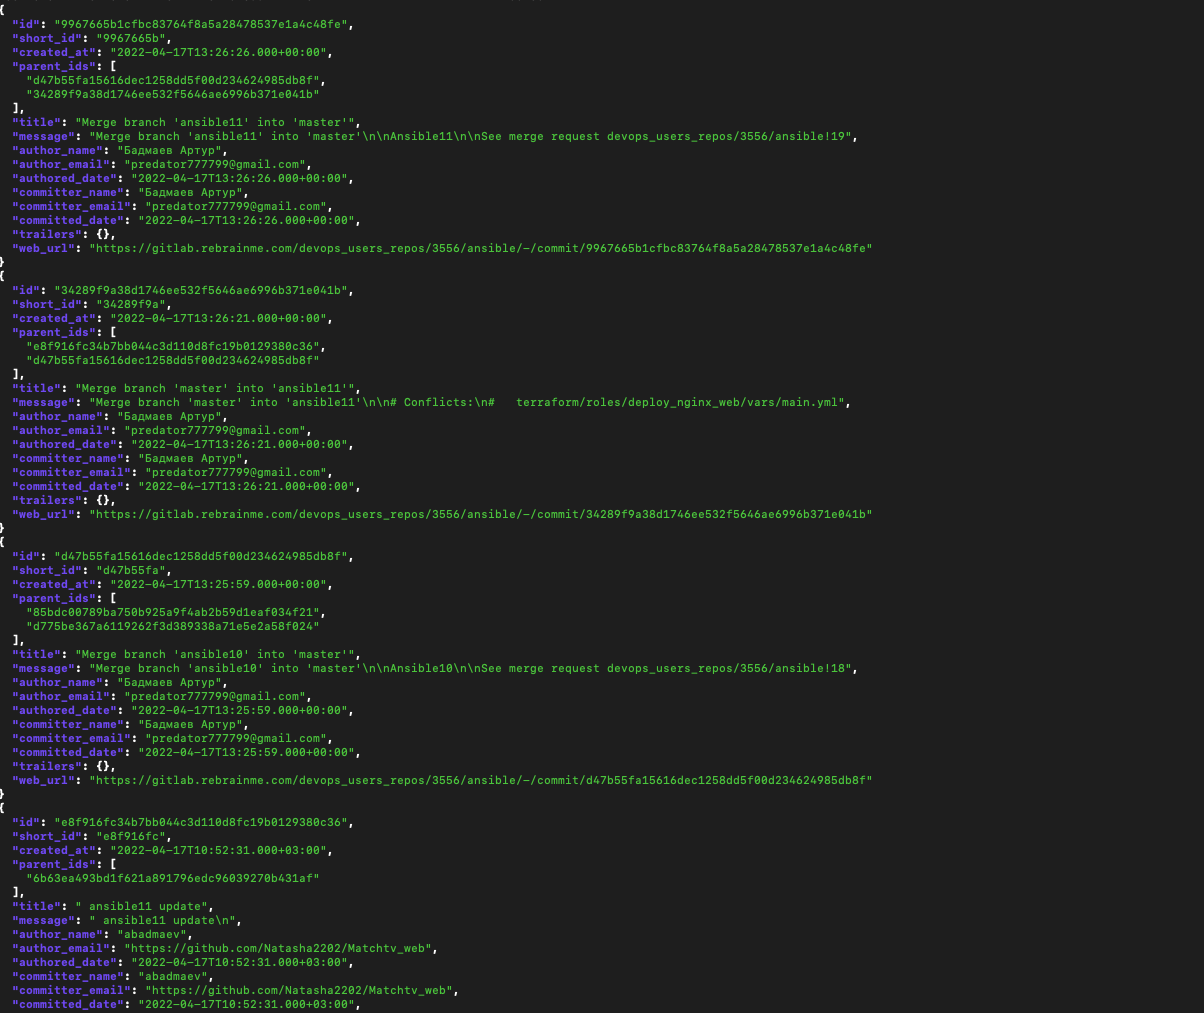 {
  "id": "9967665b1cfbc83764f8a5a28478537e1a4c48fe",
  "short_id": "9967665b",
  "created_at": "2022-04-17T13:26:26.000+00:00",
  "parent_ids": [
    "d47b55fa15616dec1258dd5f00d234624985db8f",
    "34289f9a38d1746ee532f5646ae6996b371e041b"
  ],
  "title": "Merge branch 'ansible11' into 'master'",
  "message": "Merge branch 'ansible11' into 'master'\n\nAnsible11\n\nSee merge request devops_users_repos/3556/ansible!19",
  "author_name": "Бадмаев Артур",
  "author_email": "predator777799@gmail.com",
  "authored_date": "2022-04-17T13:26:26.000+00:00",
  "committer_name": "Бадмаев Артур",
  "committer_email": "predator777799@gmail.com",
  "committed_date": "2022-04-17T13:26:26.000+00:00",
  "trailers": {},
  "web_url": "https://gitlab.rebrainme.com/devops_users_repos/3556/ansible/-/commit/9967665b1cfbc83764f8a5a28478537e1a4c48fe"
}
{
  "id": "34289f9a38d1746ee532f5646ae6996b371e041b",
  "short_id": "34289f9a",
  "created_at": "2022-04-17T13:26:21.000+00:00",
  "parent_ids": [
    "e8f916fc34b7bb044c3d110d8fc19b0129380c36",
    "d47b55fa15616dec1258dd5f00d234624985db8f"
  ],
  "title": "Merge branch 'master' into 'ansible11'",
  "message": "Merge branch 'master' into 'ansible11'\n\n# Conflicts:\n#   terraform/roles/deploy_nginx_web/vars/main.yml",
  "author_name": "Бадмаев Артур",
  "author_email": "predator777799@gmail.com",
  "authored_date": "2022-04-17T13:26:21.000+00:00",
  "committer_name": "Бадмаев Артур",
  "committer_email": "predator777799@gmail.com",
  "committed_date": "2022-04-17T13:26:21.000+00:00",
  "trailers": {},
  "web_url": "https://gitlab.rebrainme.com/devops_users_repos/3556/ansible/-/commit/34289f9a38d1746ee532f5646ae6996b371e041b"
}
{
  "id": "d47b55fa15616dec1258dd5f00d234624985db8f",
  "short_id": "d47b55fa",
  "created_at": "2022-04-17T13:25:59.000+00:00",
  "parent_ids": [
    "85bdc00789ba750b925a9f4ab2b59d1eaf034f21",
    "d775be367a6119262f3d389338a71e5e2a58f024"
  ],
  "title": "Merge branch 'ansible10' into 'master'",
  "message": "Merge branch 'ansible10' into 'master'\n\nAnsible10\n\nSee merge request devops_users_repos/3556/ansible!18",
  "author_name": "Бадмаев Артур",
  "author_email": "predator777799@gmail.com",
  "authored_date": "2022-04-17T13:25:59.000+00:00",
  "committer_name": "Бадмаев Артур",
  "committer_email": "predator777799@gmail.com",
  "committed_date": "2022-04-17T13:25:59.000+00:00",
  "trailers": {},
  "web_url": "https://gitlab.rebrainme.com/devops_users_repos/3556/ansible/-/commit/d47b55fa15616dec1258dd5f00d234624985db8f"
}
{
  "id": "e8f916fc34b7bb044c3d110d8fc19b0129380c36",
  "short_id": "e8f916fc",
  "created_at": "2022-04-17T10:52:31.000+03:00",
  "parent_ids": [
    "6b63ea493bd1f621a891796edc96039270b431af"
  ],
  "title": " ansible11 update",
  "message": " ansible11 update\n",
  "author_name": "abadmaev",
  "author_email": "https://github.com/Natasha2202/Matchtv_web",
  "authored_date": "2022-04-17T10:52:31.000+03:00",
  "committer_name": "abadmaev",
  "committer_email": "https://github.com/Natasha2202/Matchtv_web",
  "committed_date": "2022-04-17T10:52:31.000+03:00",